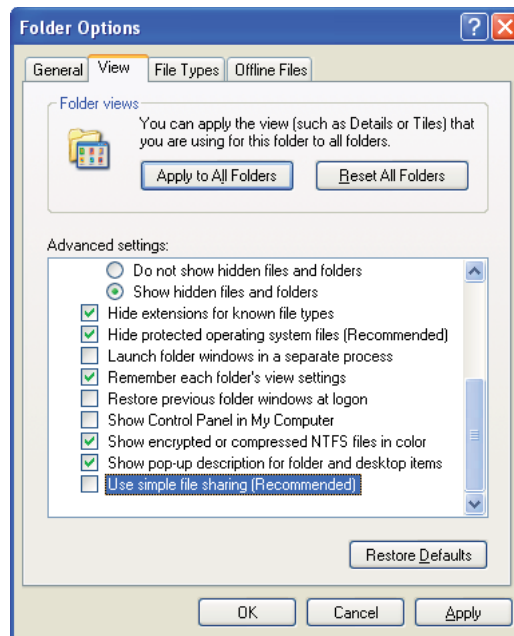 Folder Options
General View File Types Offline Files
Folder views
You can apply the view (such as Details or Tiles) that
you are using for this folder to all folders.
Apply to All Folders Reset All Folders
Advanced settings:
Do not show hidden files and folders
Show hidden files and folders
Hide extensions for known file types
Hide protected operating system files (Recommended)
Launch folder windows in a separate process
Remember each folder's view settings
Restore previous folder windows at logon
Show Control Panel in My Computer
Show encrypted or compressed NTFS files in color
Show pop-up description for folder and desktop items
Use simple file sharing (Recommended)
Restore Defaults
OK Cancel Apply